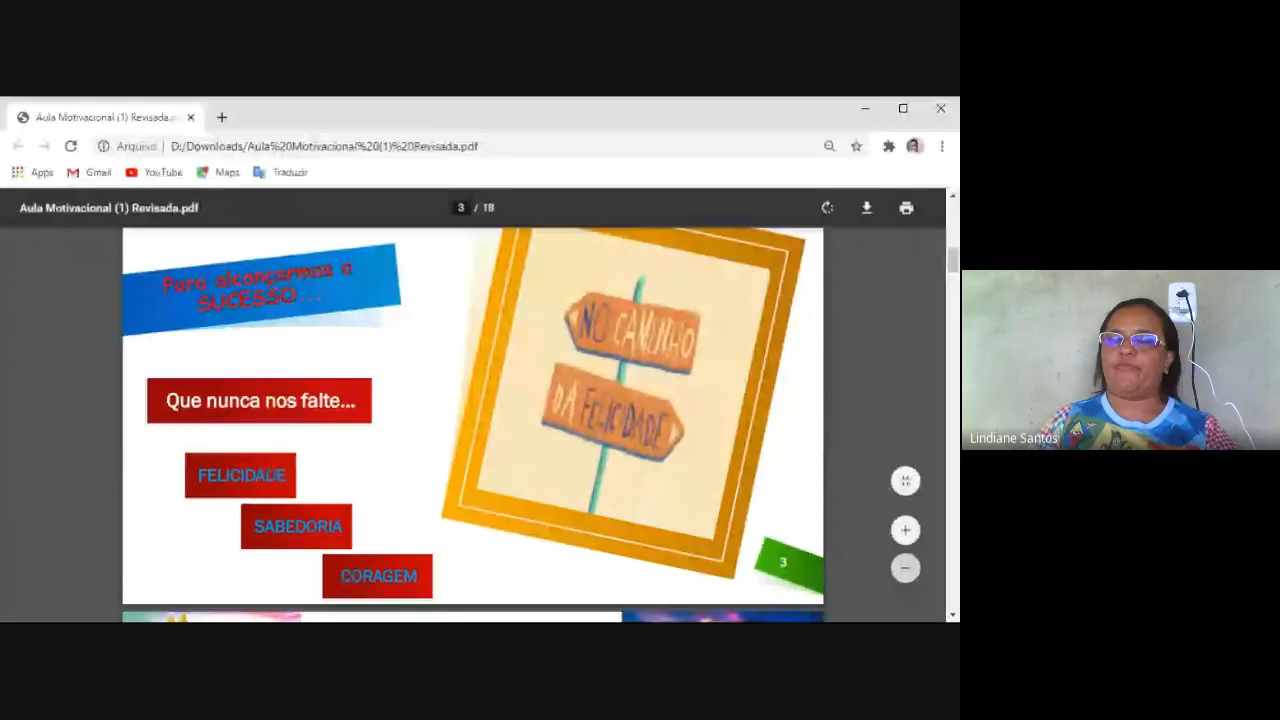 Aula Motivacional (1) Revisada.
Arquivo | D:/Downloads/Aula%20Motivacional%20(1)%20Revisada.pdf
Apps Gmail YouTube Maps Traduzir
Aula Motivacional (1) Revisada.pdf 3 / 18
Para alcançarmos o
SUCESSO...
Que nunca nos falte...
FELICIDADE
SABEDORIA
CORAGEM
NO CAMINHO
DA FELICIDADE
3
Lindiane Santos